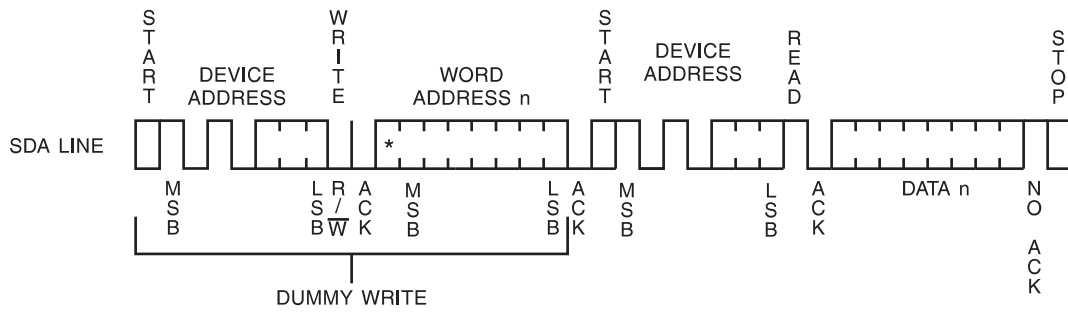 START
DEVICE
ADDRESS
WRITE
WORD
ADDRESS n
START
DEVICE
ADDRESS
READ
STOP
SDA LINE
*
MSB
LSB
R/W
ACK
MSB
LSB
ACK
MSB
LSB
ACK
DATA n
NO ACK
DUMMY WRITE